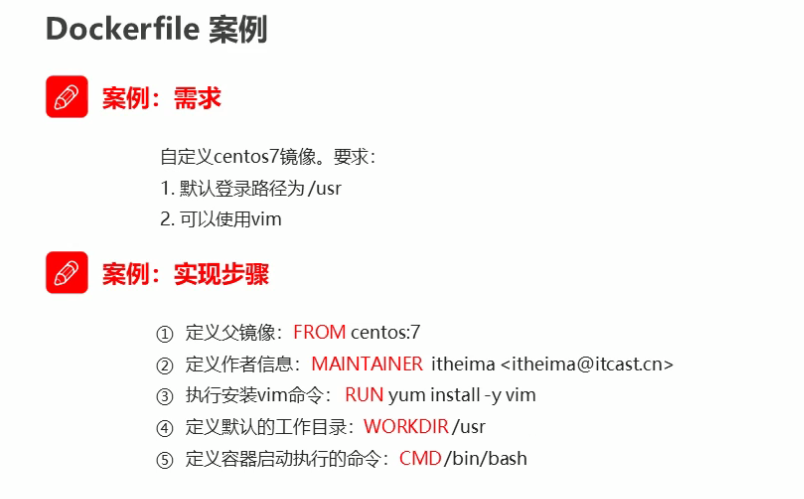 Dockerfile 案例
案例：需求
自定义centos7镜像。要求：
1. 默认登录路径为 /usr
2. 可以使用vim
案例：实现步骤
① 定义父镜像：FROM centos:7
② 定义作者信息：MAINTAINER itheima <itheima@itcast.cn>
③ 执行安装vim命令： RUN yum install -y vim
④ 定义默认的工作目录：WORKDIR /usr
⑤ 定义容器启动执行的命令：CMD /bin/bash